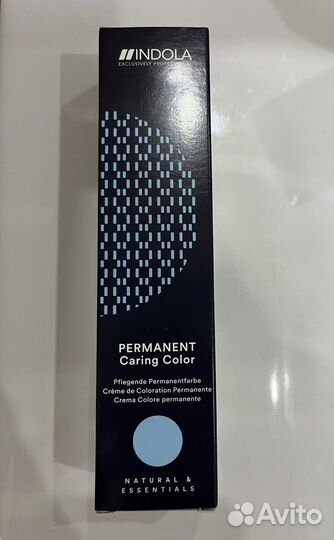 INDOLA
EXCLUSIVELY PROFESSIONAL
PERMANENT
Caring Color
Pflegende Permanentfarbe
Crème de Coloration Permanente
Crema Colore permanente
NATURAL &
ESSENTIALS
Avito